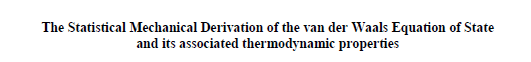 The Statistical Mechanical Derivation of the van der Waals Equation of State
and its associated thermodynamic properties